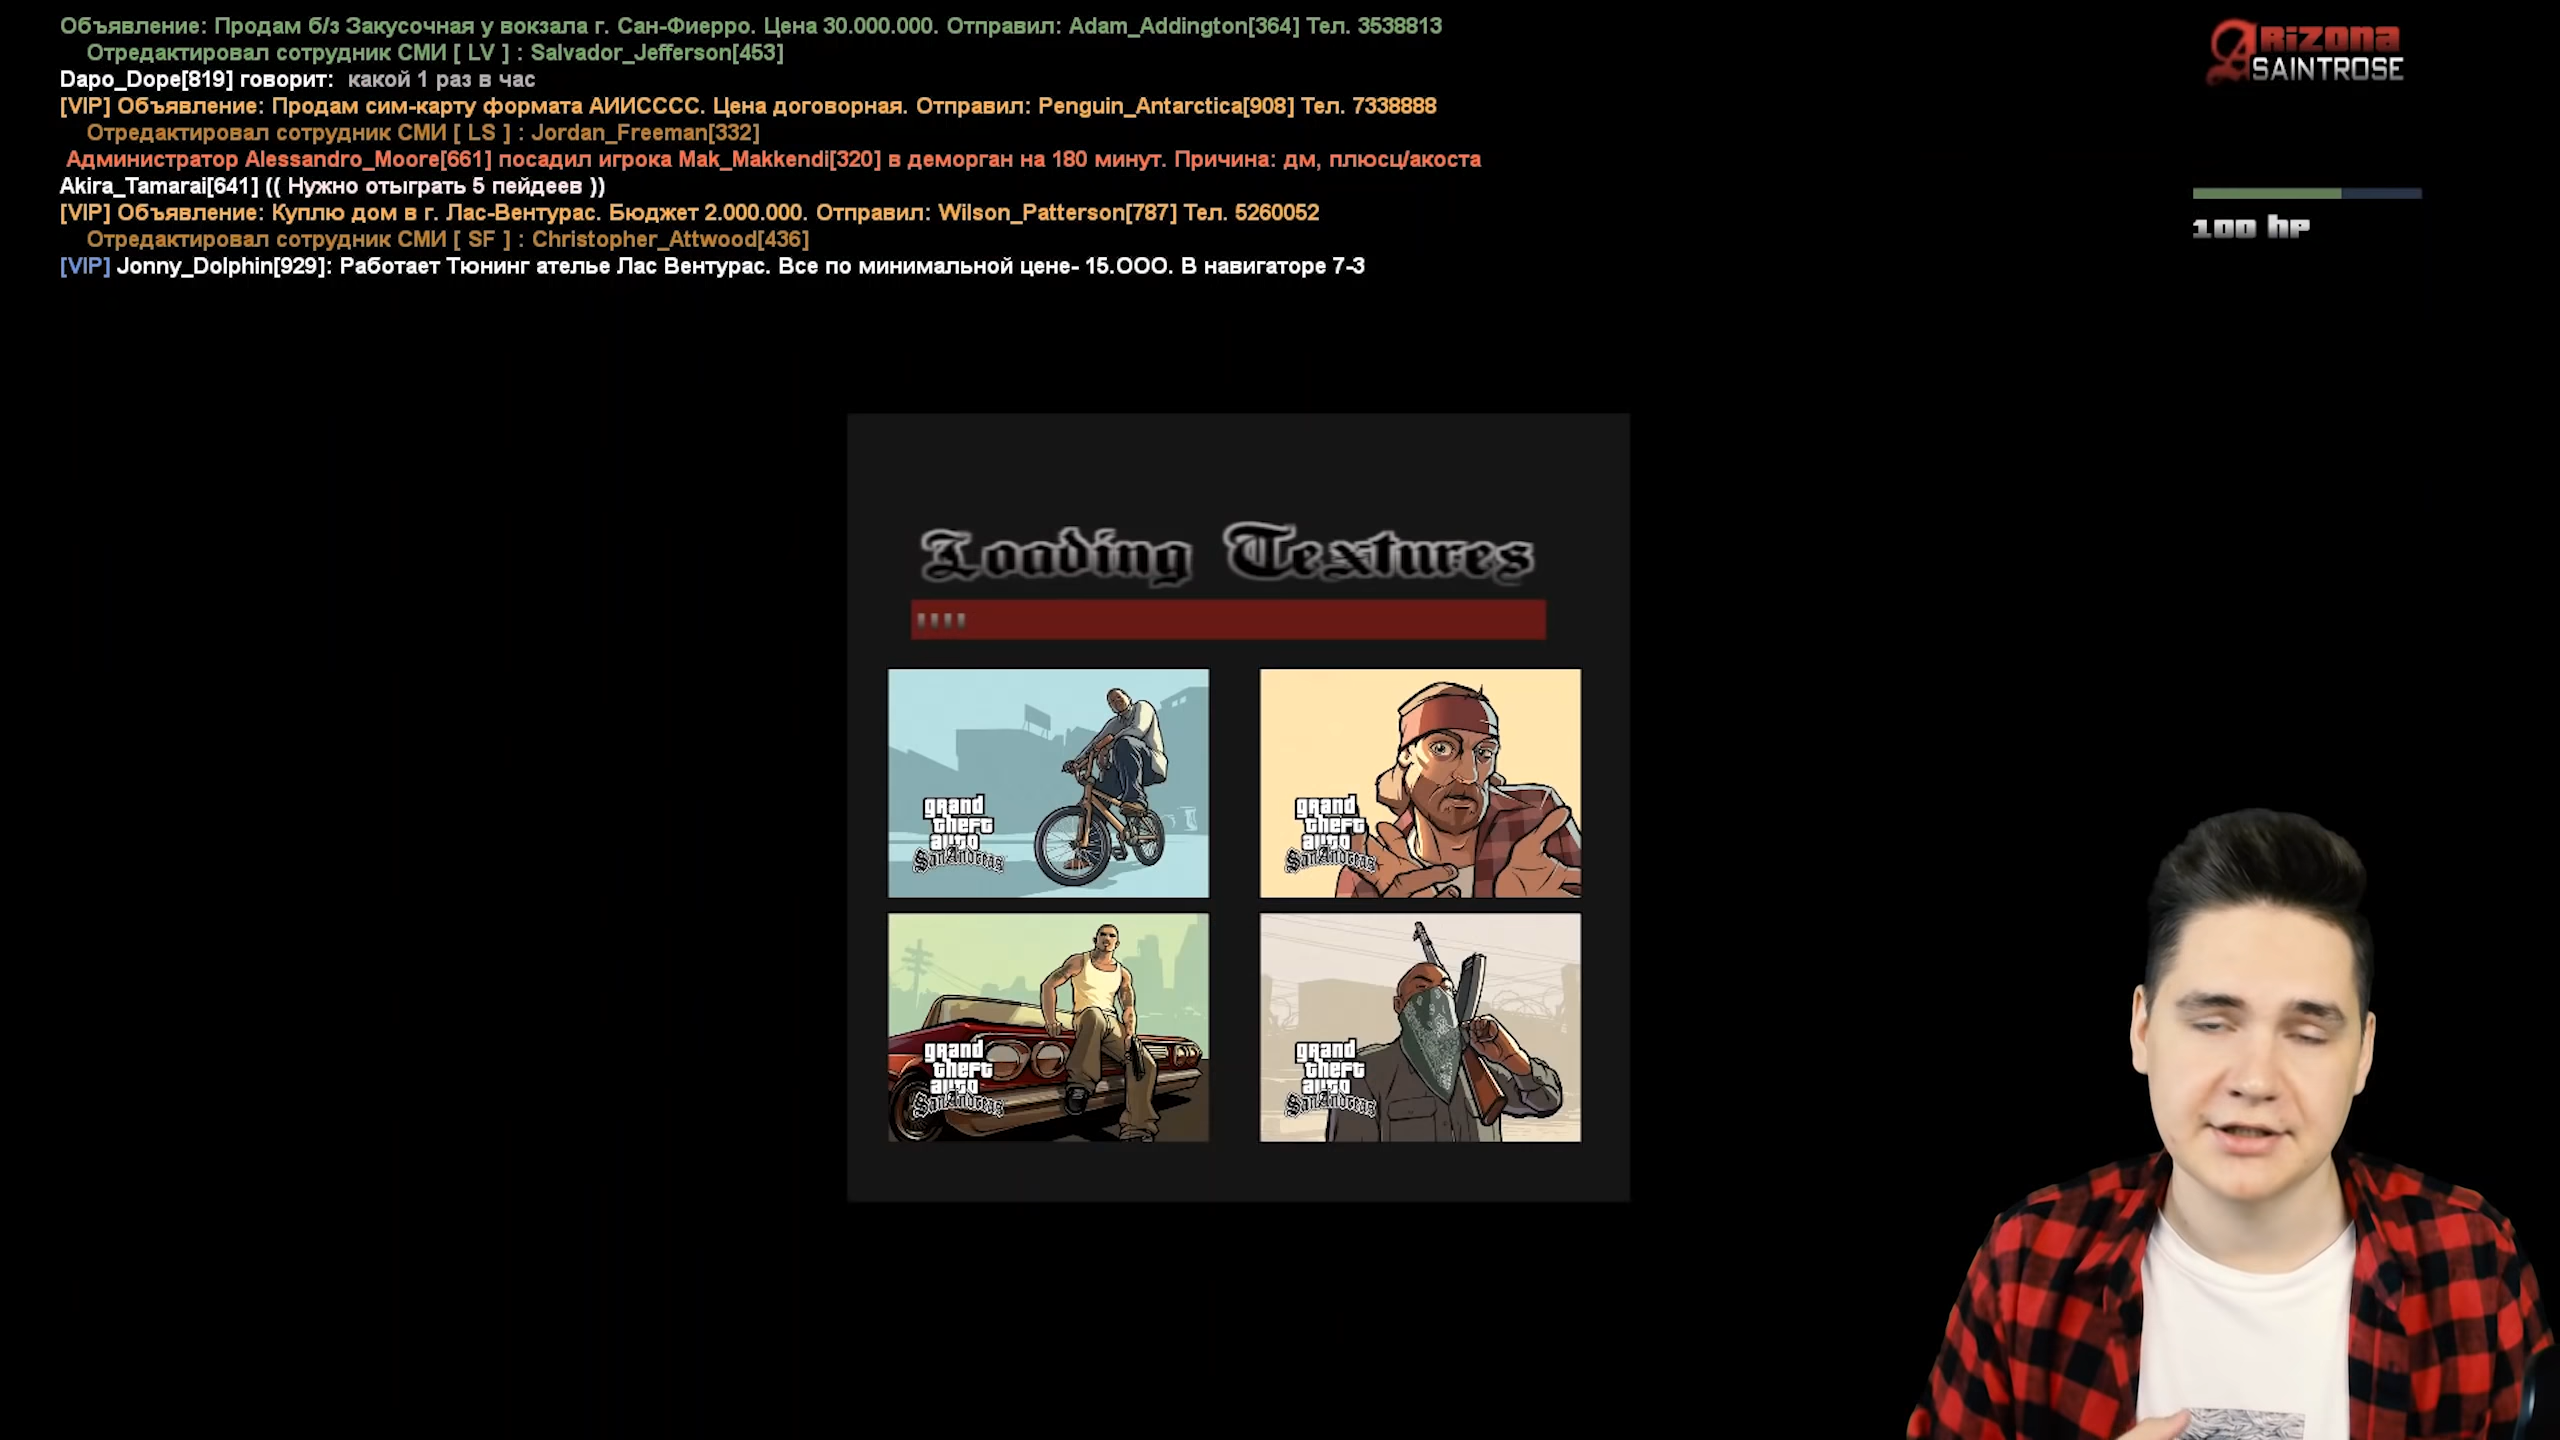 Объявление: Продам б/з Закусочная у вокзала г. Сан-Фиерро. Цена 30.000.000. Отправил: Adam_Addington[364] Тел. 3538813
Отредактировал сотрудник СМИ [ LV ] : Salvador_Jefferson[453]
Dapo_Dope[819] говорит: какой 1 раз в час
[VIP] Объявление: Продам сим-карту формата АИИСССС. Цена договорная. Отправил: Penguin_Antarctica[908] Тел. 7338888
Отредактировал сотрудник СМИ [ LS ] : Jordan_Freeman[332]
Администратор Alessandro_Moore[661] посадил игрока Mak_Makkendi[320] в деморган на 180 минут. Причина: дм, плюсц/акоста
Akira_Tamarai[641] (( Нужно отыграть 5 пейдеев ))
[VIP] Объявление: Куплю дом в г. Лас-Вентурас. Бюджет 2.000.000. Отправил: Wilson_Patterson[787] Тел. 5260052
Отредактировал сотрудник СМИ [ SF ] : Christopher_Attwood[436]
[VIP] Jonny_Dolphin[929]: Работает Тюнинг ателье Лас Вентурас. Все по минимальной цене- 15.ООО. В навигаторе 7-3
Arizona
SAINTROSE
100 hp
Loading Textures
grand
theft
auto
San Andreas
grand
theft
auto
San Andreas
grand
theft
auto
San Andreas
grand
theft
auto
San Andreas